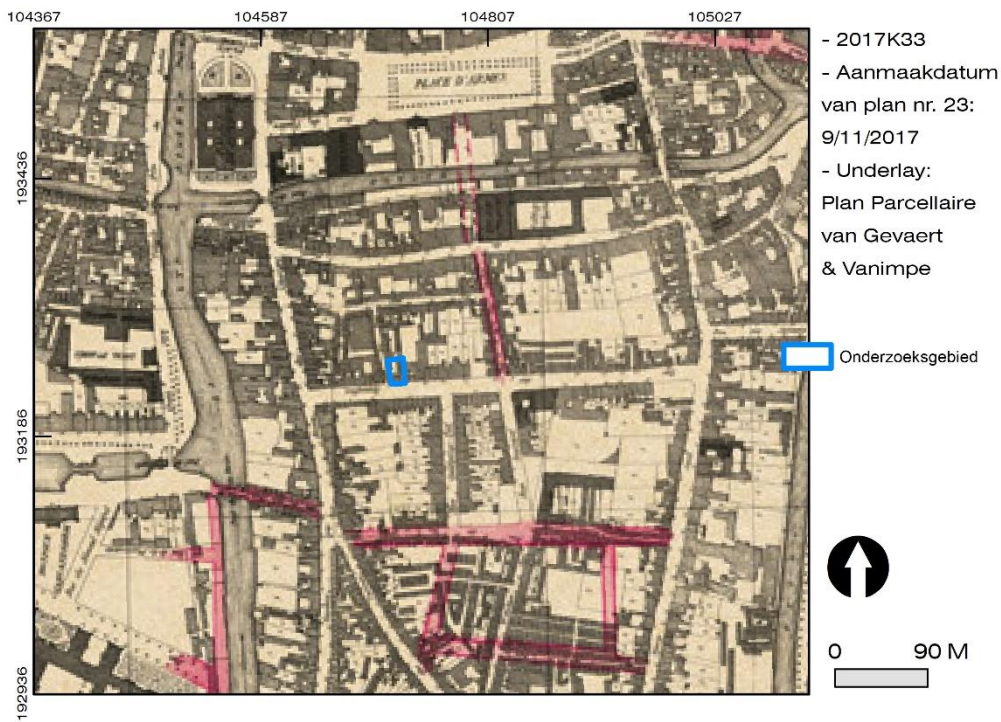 104367 104587 104807 105027
PLACE D'ARMES
193436
193186
192936
- 2017K33
- Aanmaakdatum
van plan nr. 23:
9/11/2017
- Underlay:
Plan Parcellaire
van Gevaert
& Vanimpe
Onderzoeksgebied
0 90 M